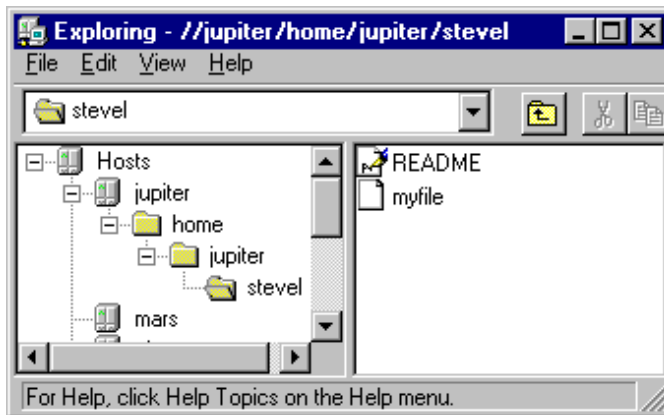 Exploring - //jupiter/home/jupiter/stevel
File Edit View Help
stevel
Hosts
jupiter
home
jupiter
stevel
mars
README
myfile
For Help, click Help Topics on the Help menu.